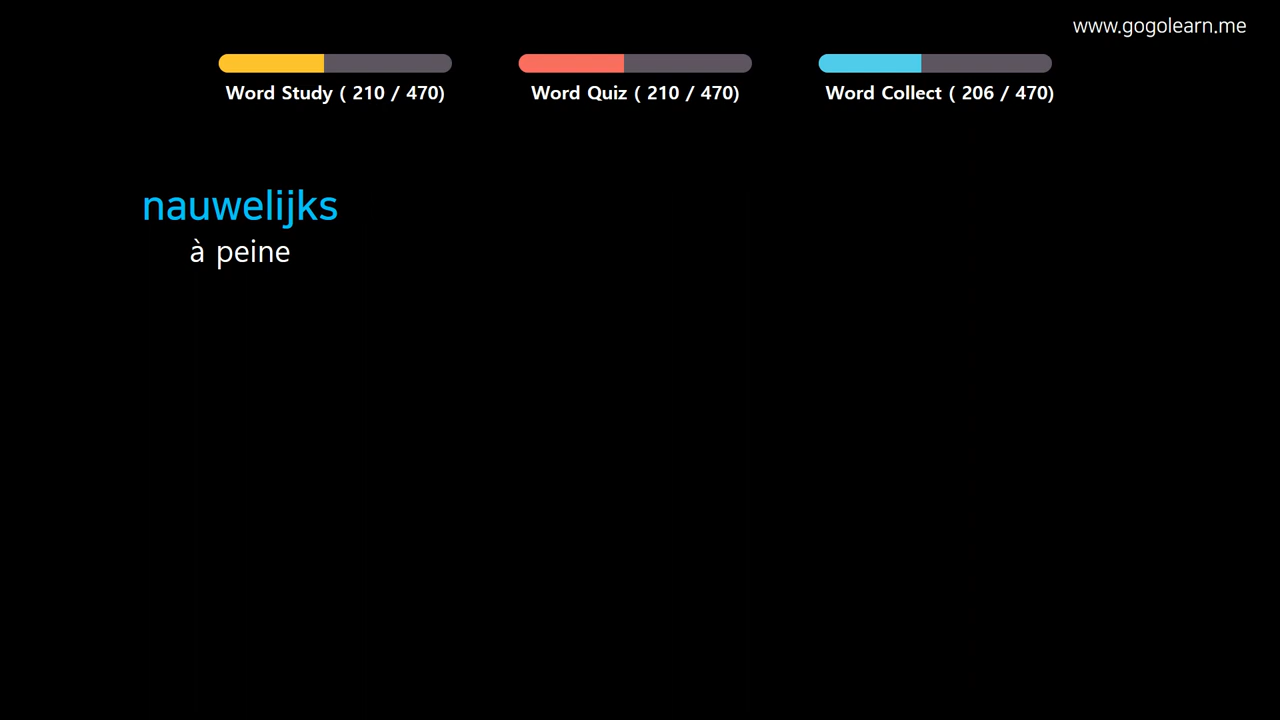 www.gogolearn.me
Word Study ( 210 / 470)
Word Quiz ( 210 / 470)
Word Collect ( 206 / 470)
nauwelijks
à peine